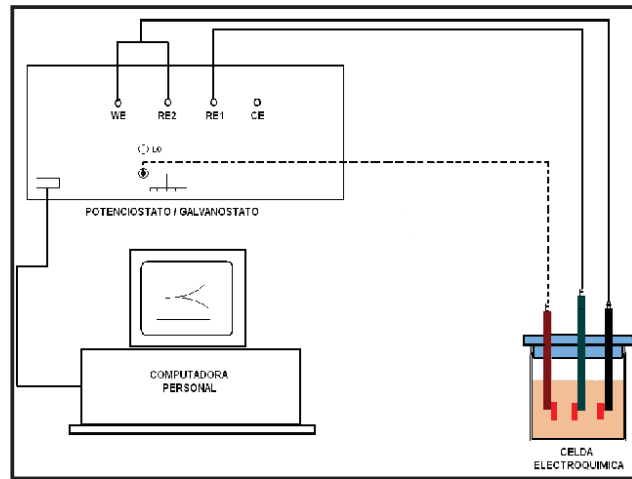 WE RE2 RE1 CE
LO
POTENCIOSTATO / GALVANOSTATO
COMPUTADORA
PERSONAL
CELDA
ELECTROQUIMICA